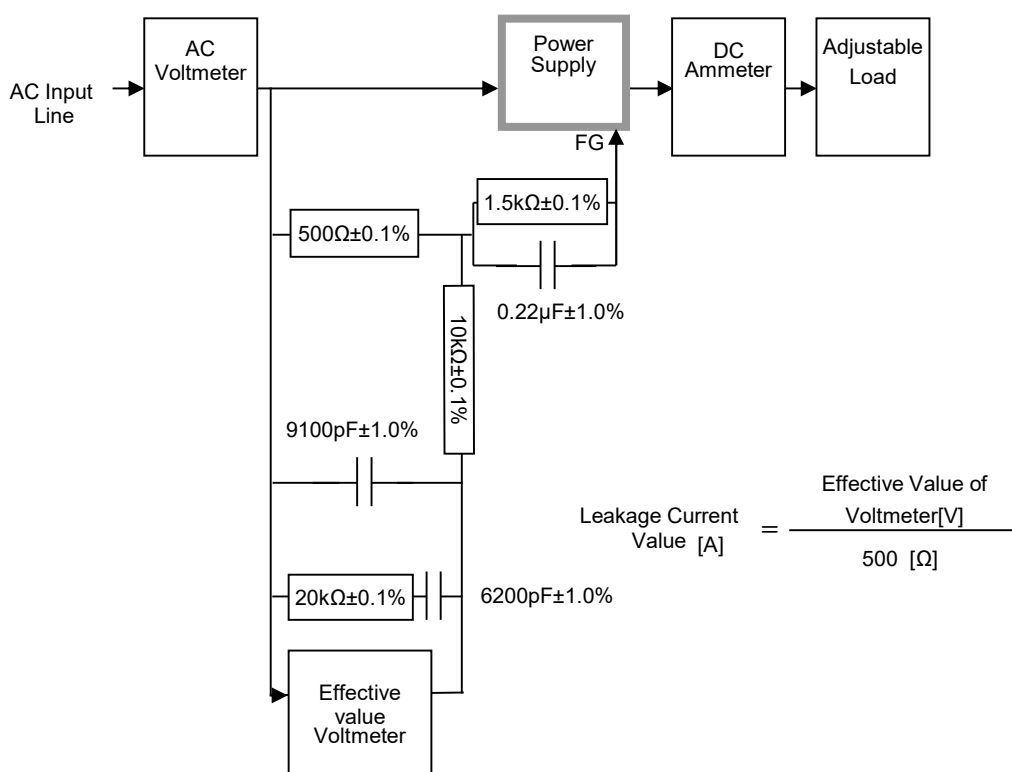 AC
Voltmeter
Power
Supply
DC
Ammeter
Adjustable
Load
AC Input
Line
FG
1.5kΩ±0.1%
500Ω±0.1%
0.22μF±1.0%
10kΩ±0.1%
9100pF±1.0%
20kΩ±0.1%
6200pF±1.0%
Effective
value
Voltmeter
Leakage Current
Value [A]
=
Effective Value of
Voltmeter[V]
500 [Ω]